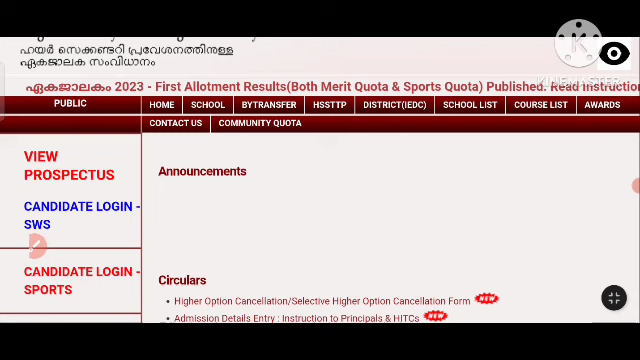 ഹയർ സെക്കണ്ടറി പ്രവേശനത്തിനുള്ള
ഏകജാലക സംവിധാനം
ഏകജാലകം 2023 - First Allotment Results(Both Merit Quota & Sports Quota) Published. Read Instruction
PUBLIC
HOME SCHOOL BYTRANSFER HSSTTP DISTRICT(IEDC) SCHOOL LIST COURSE LIST AWARDS
CONTACT US COMMUNITY QUOTA
VIEW
PROSPECTUS
CANDIDATE LOGIN -
SWS
CANDIDATE LOGIN -
SPORTS
Announcements
Circulars
Higher Option Cancellation/Selective Higher Option Cancellation Form NEW
Admission Details Entry : Instruction to Principals & HITCs NEW
K
KINEMASTER